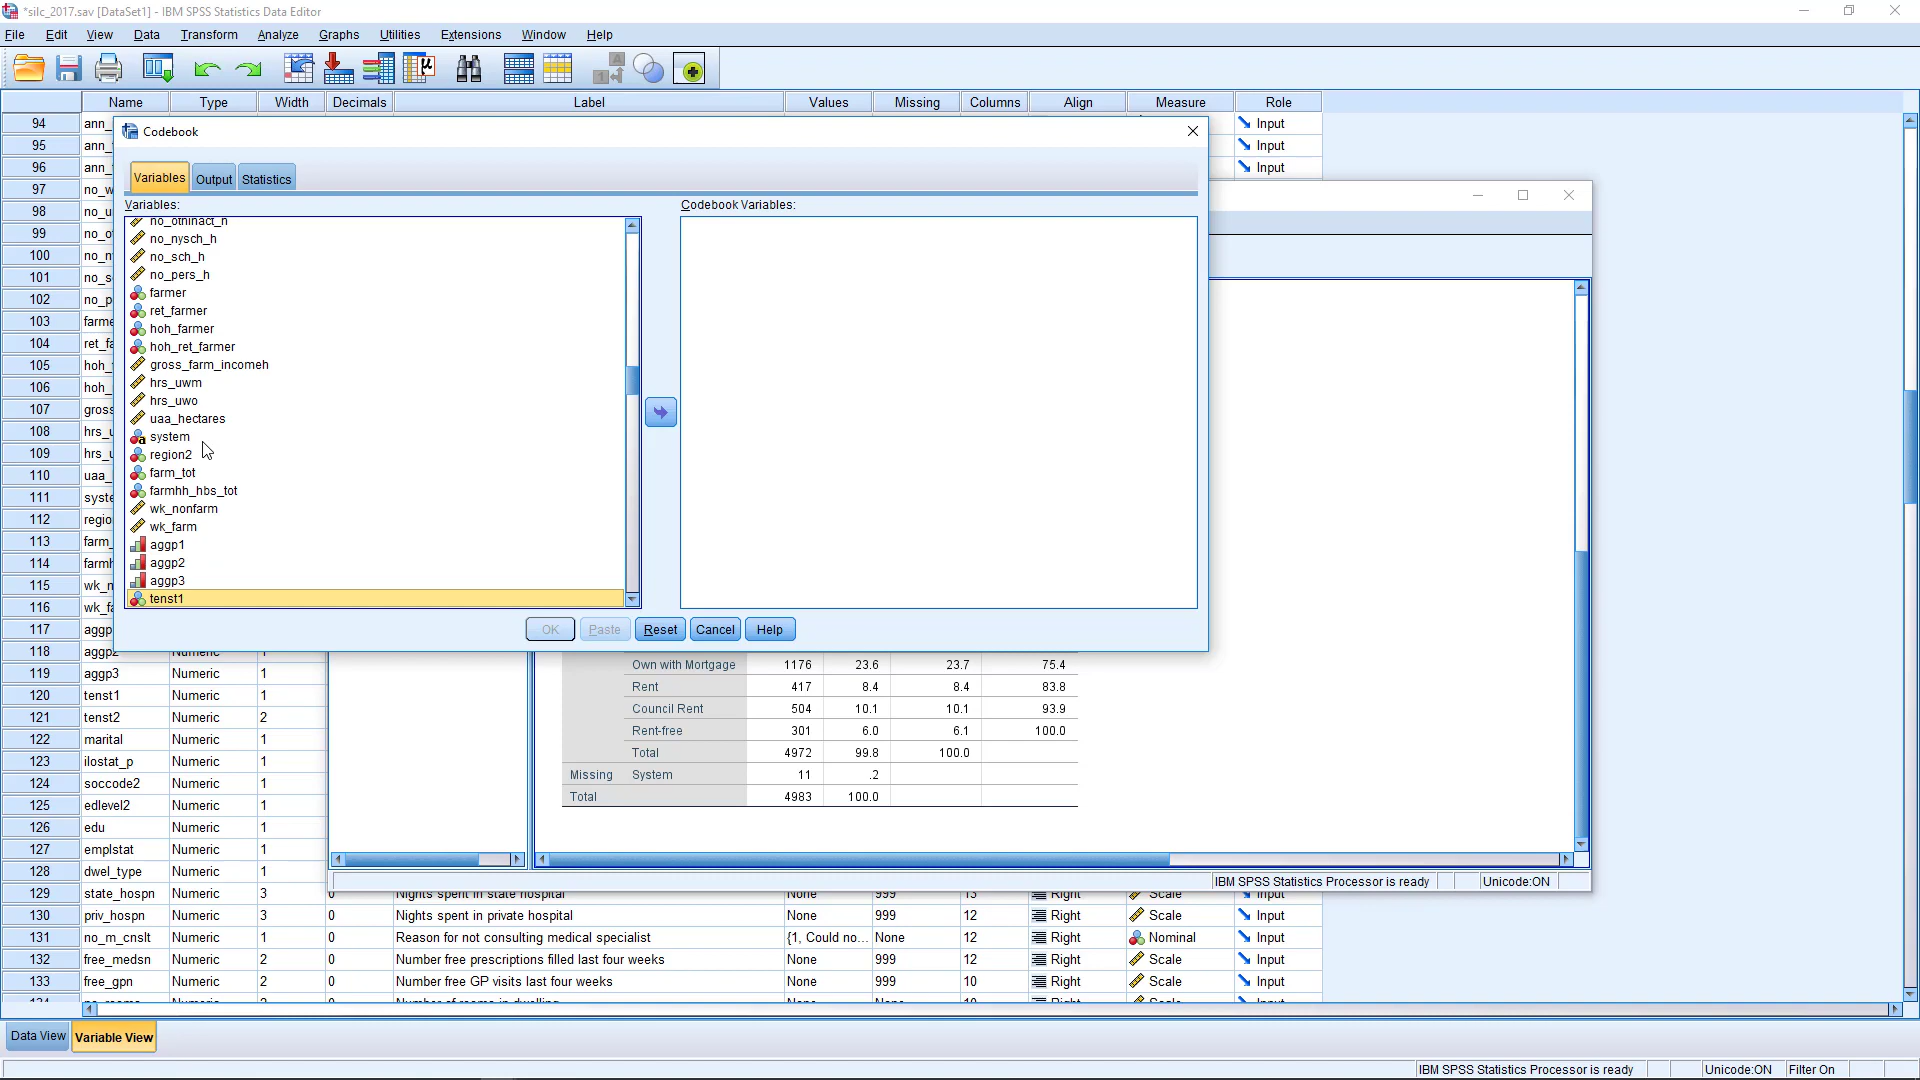 *silc_2017.sav [DataSet1] - IBM SPSS Statistics Data Editor
File Edit View Data Transform Analyze Graphs Utilities Extensions Window Help
Name Type Width Decimals Label Values Missing Columns Align Measure Role
94 ann_ Input
95 ann_ Input
96 ann_ Input
97 no_w
98 no_u
99 no_o
100 no_n
101 no_s
102 no_p
103 farme
104 ret_fa
105 hoh_
106 hoh_
107 gross
108 hrs_u
109 hrs_u
110 uaa_
111 syste
112 regio
113 farm_
114 farmh
115 wk_n
116 wk_fa
117 aggp
118 aggp2 Numeric 1
119 aggp3 Numeric 1
120 tenst1 Numeric 1
121 tenst2 Numeric 2
122 marital Numeric 1
123 ilostat_p Numeric 1
124 soccode2 Numeric 1
125 edlevel2 Numeric 1
126 edu Numeric 1
127 emplstat Numeric 1
128 dwel_type Numeric 1
129 state_hospn Numeric 3 0 Nights spent in state hospital None 999 13 Right Scale Input
130 priv_hospn Numeric 3 0 Nights spent in private hospital None 999 12 Right Scale Input
131 no_m_cnslt Numeric 1 0 Reason for not consulting medical specialist {1, Could no... None 12 Right Nominal Input
132 free_medsn Numeric 2 0 Number free prescriptions filled last four weeks None 999 12 Right Scale Input
133 free_gpn Numeric 2 0 Number free GP visits last four weeks None 999 10 Right Scale Input
Codebook
Variables Output Statistics
Variables:
no_othinact_h
no_nysch_h
no_sch_h
no_pers_h
farmer
ret_farmer
hoh_farmer
hoh_ret_farmer
gross_farm_incomeh
hrs_uwm
hrs_uwo
uaa_hectares
system
region2
farm_tot
farmhh_hbs_tot
wk_nonfarm
wk_farm
aggp1
aggp2
aggp3
tenst1
Codebook Variables:
OK Paste Reset Cancel Help
Own with Mortgage 1176 23.6 23.7 75.4
Rent 417 8.4 8.4 83.8
Council Rent 504 10.1 10.1 93.9
Rent-free 301 6.0 6.1 100.0
Total 4972 99.8 100.0
Missing System 11 .2
Total 4983 100.0
IBM SPSS Statistics Processor is ready Unicode:ON
Data View Variable View
IBM SPSS Statistics Processor is ready Unicode:ON Filter On